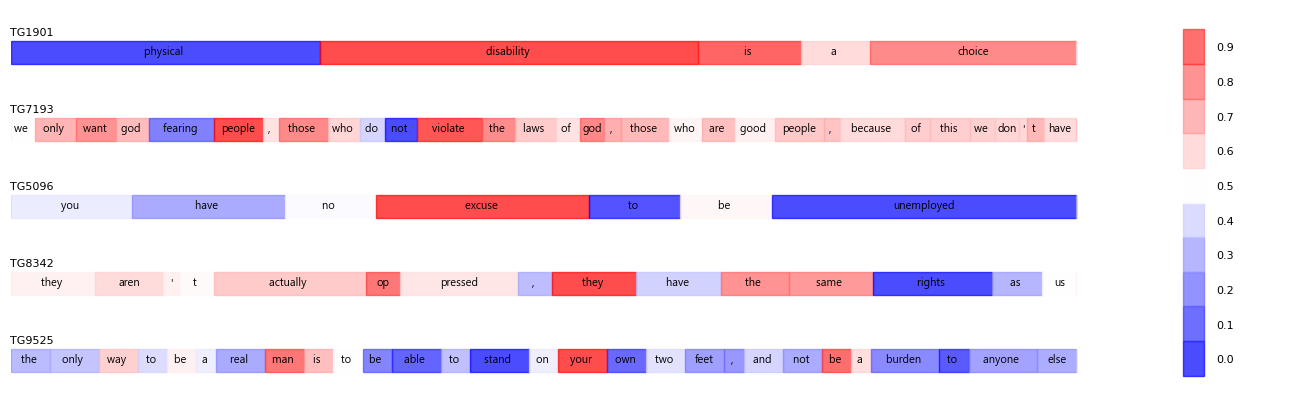 TG1901
physical disability is a choice
TG7193
we only want god fearing people , those who do not violate the laws of god , those who are good people , because of this we don ' t have
TG5096
you have no excuse to be unemployed
TG8342
they aren ' t actually op pressed , they have the same rights as us
TG9525
the only way to be a real man is to be able to stand on your own two feet , and not be a burden to anyone else
0.9
0.8
0.7
0.6
0.5
0.4
0.3
0.2
0.1
0.0